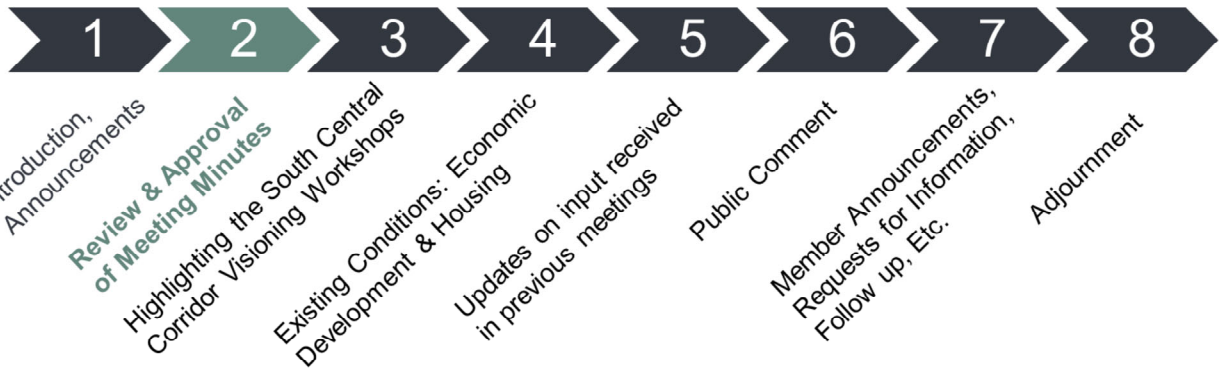 1 2 3 4 5 6 7 8
Announcements
Review & Approval
of Meeting Minutes
Highlighting the South Central
Corridor Visioning Workshops
Existing Conditions: Economic
Development & Housing
Updates on input received
in previous meetings
Public Comment
Member Announcements,
Requests for Information,
Follow up, Etc.
Adjournment